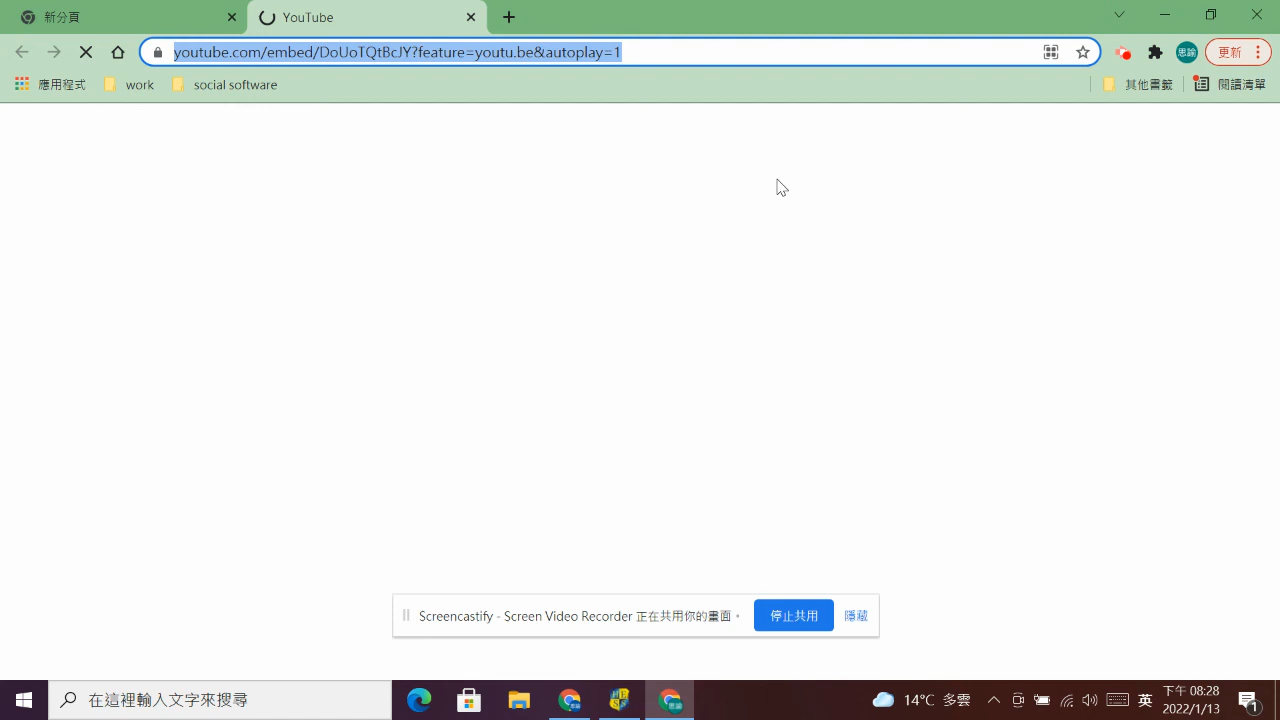 新分頁
YouTube
youtube.com/embed/DoUoTQtBcJY?feature=youtu.be&autoplay=1
思諭
更新
應用程式
work
social software
其他書籤
閱讀清單
Screencastify - Screen Video Recorder 正在共用你的畫面。
停止共用
隱藏
在這裡輸入文字來搜尋
14°C 多雲
英
下午 08:28
2022/1/13
1